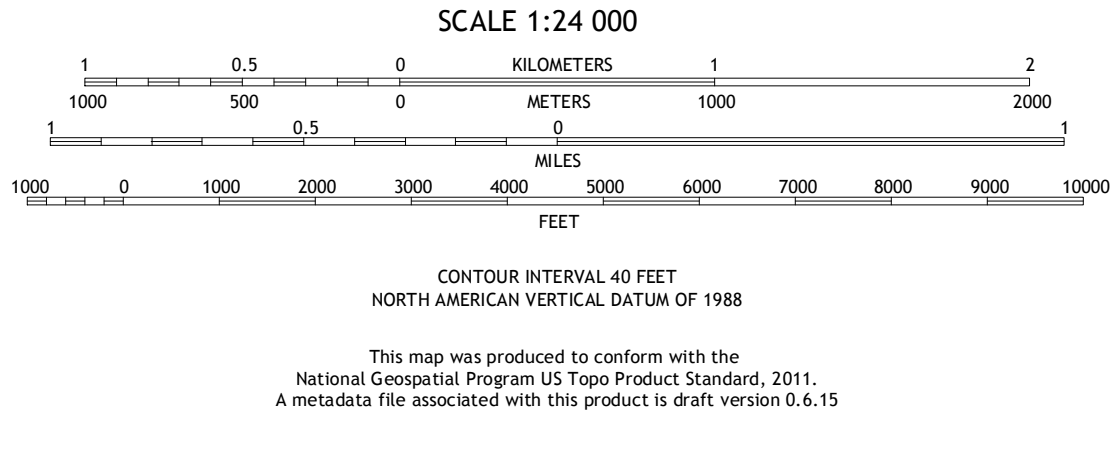 SCALE 1:24 000
1 0.5 0 KILOMETERS 1 2
1000 500 0 METERS 1000 2000
1 0.5 0 1
MILES
1000 0 1000 2000 3000 4000 5000 6000 7000 8000 9000 10000
FEET
CONTOUR INTERVAL 40 FEET
NORTH AMERICAN VERTICAL DATUM OF 1988
This map was produced to conform with the
National Geospatial Program US Topo Product Standard, 2011.
A metadata file associated with this product is draft version 0.6.15